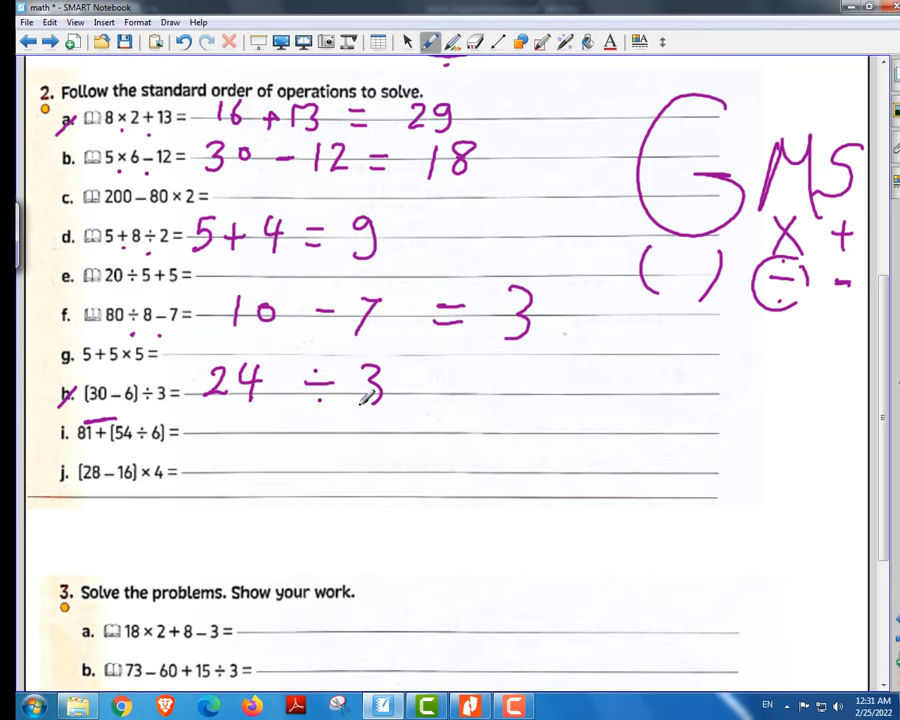 math * - SMART Notebook
File Edit View Insert Format Draw Help
2. Follow the standard order of operations to solve.
a. 8 × 2 + 13 = 16 + 13 = 29
b. 5 × 6 – 12 = 30 - 12 = 18
c. 200 – 80 × 2 =
d. 5 + 8 ÷ 2 = 5 + 4 = 9
e. 20 ÷ 5 + 5 =
f. 80 ÷ 8 – 7 = 10 - 7 = 3
g. 5 + 5 × 5 =
h. (30 – 6) ÷ 3 = 24 ÷ 3
i. 81 + (54 ÷ 6) =
j. (28 – 16) × 4 =
G M S
× +
( ) ÷ -
3. Solve the problems. Show your work.
a. 18 × 2 + 8 – 3 =
b. 73 – 60 + 15 ÷ 3 =
EN
12:31 AM
2/25/2022